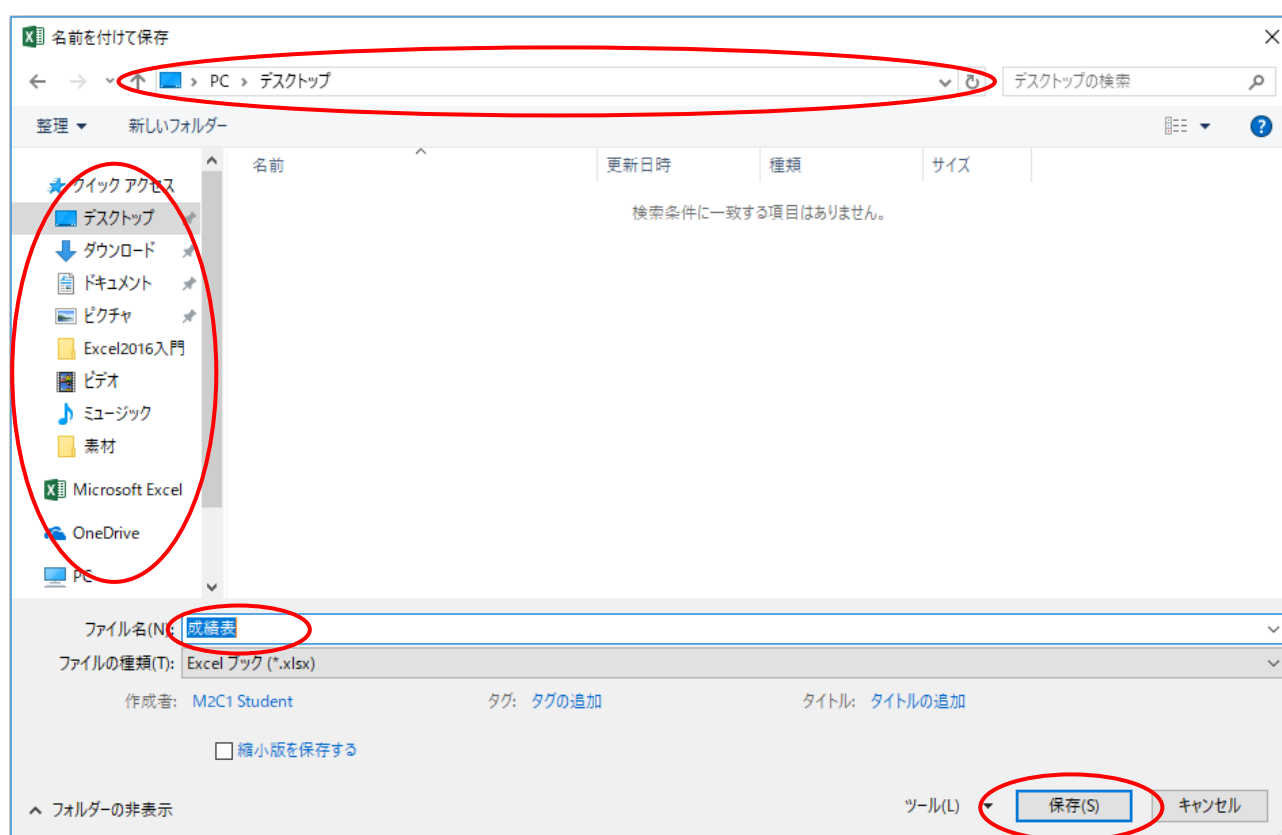 名前を付けて保存
PC › デスクトップ
デスクトップの検索
整理 新しいフォルダー
名前 更新日時 種類 サイズ
検索条件に一致する項目はありません。
クイック アクセス
デスクトップ
ダウンロード
ドキュメント
ピクチャ
Excel2016入門
ビデオ
ミュージック
素材
Microsoft Excel
OneDrive
PC
ファイル名(N): 成績表
ファイルの種類(T): Excel ブック (*.xlsx)
作成者: M2C1 Student タグ: タグの追加 タイトル: タイトルの追加
縮小版を保存する
フォルダーの非表示 ツール(L) 保存(S) キャンセル